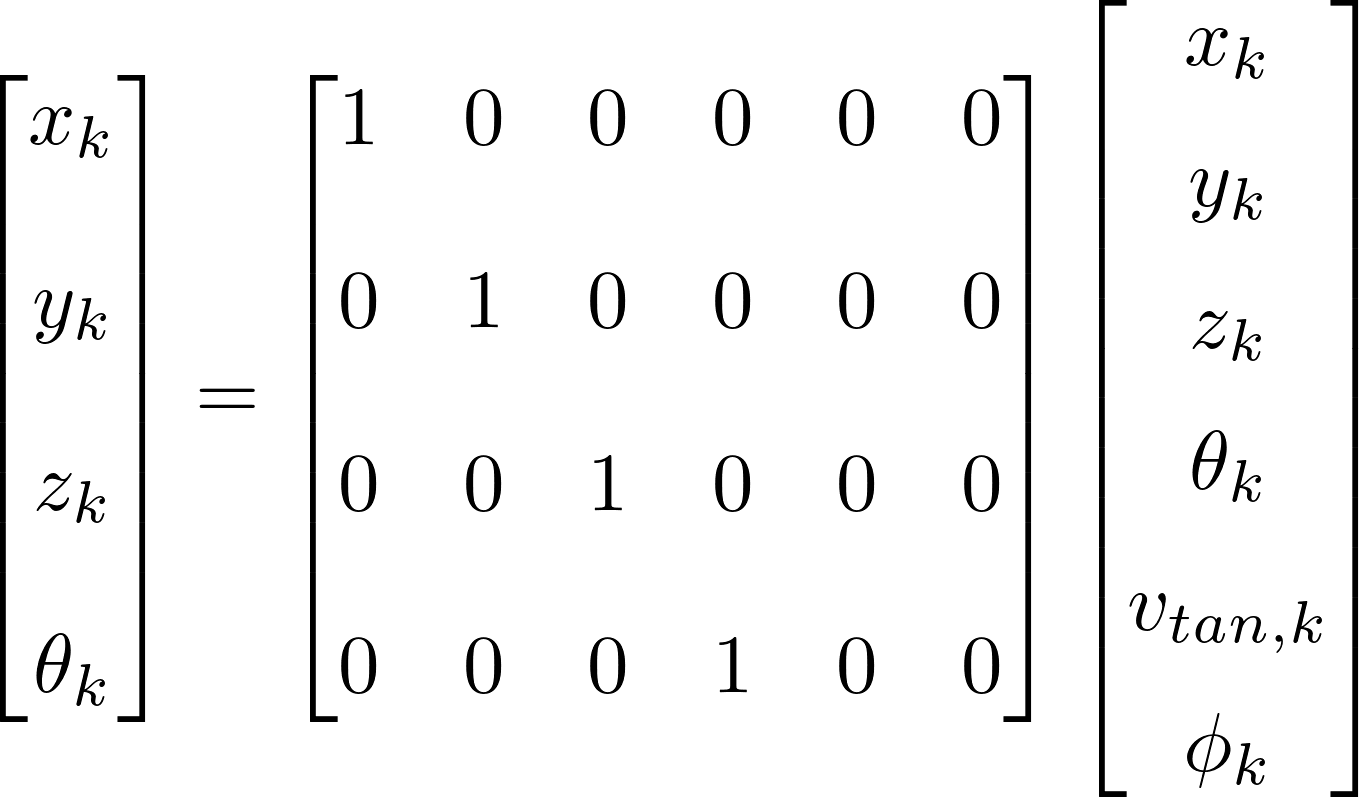 \begin{bmatrix} x_k \\ y_k \\ z_k \\ \theta_k \end{bmatrix} = \begin{bmatrix} 1 & 0 & 0 & 0 & 0 & 0 \\ 0 & 1 & 0 & 0 & 0 & 0 \\ 0 & 0 & 1 & 0 & 0 & 0 \\ 0 & 0 & 0 & 1 & 0 & 0 \end{bmatrix} \begin{bmatrix} x_k \\ y_k \\ z_k \\ \theta_k \\ v_{tan,k} \\ \phi_k \end{bmatrix}